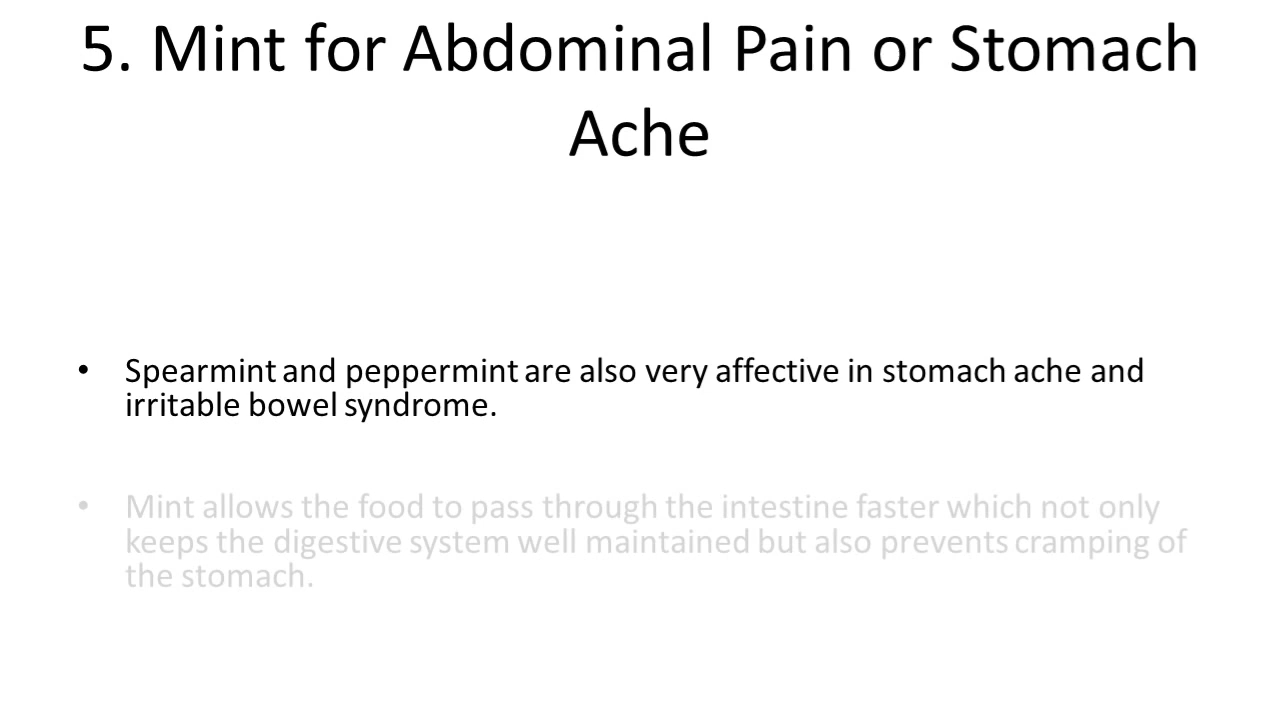 5. Mint for Abdominal Pain or Stomach
Ache
• Spearmint and peppermint are also very affective in stomach ache and
irritable bowel syndrome.
• Mint allows the food to pass through the intestine faster which not only
keeps the digestive system well maintained but also prevents cramping of
the stomach.